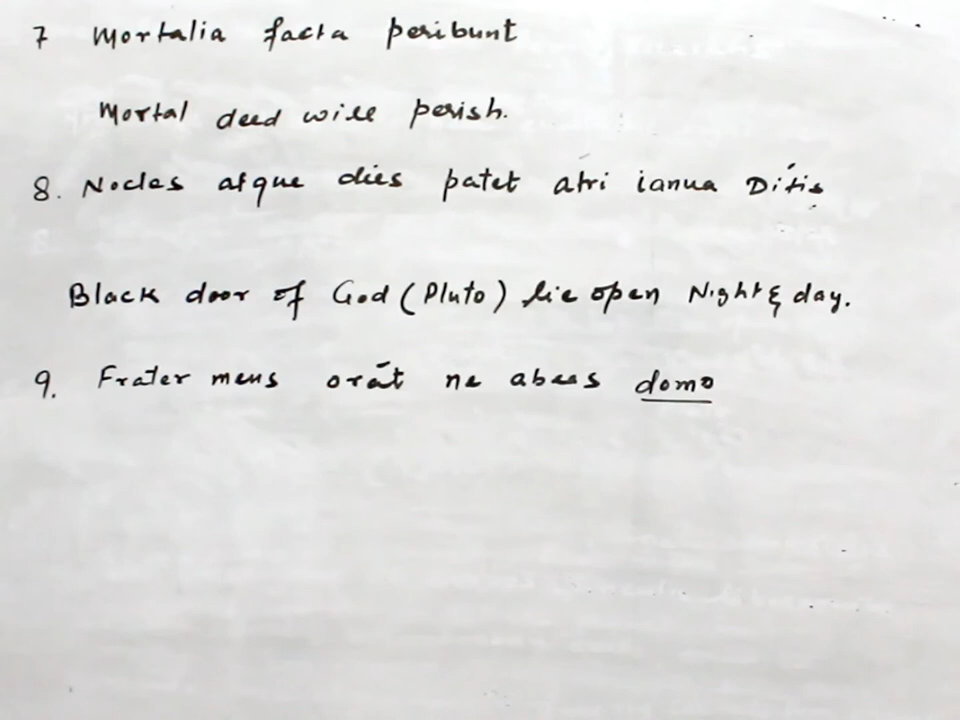 7 Mortalia facta peribunt
Mortal deed will perish.
8. Noctes atque dies patet atri ianua Ditis
Black door of God (Pluto) lie open Night & day.
9. Frater meus orāt ne abeas domo